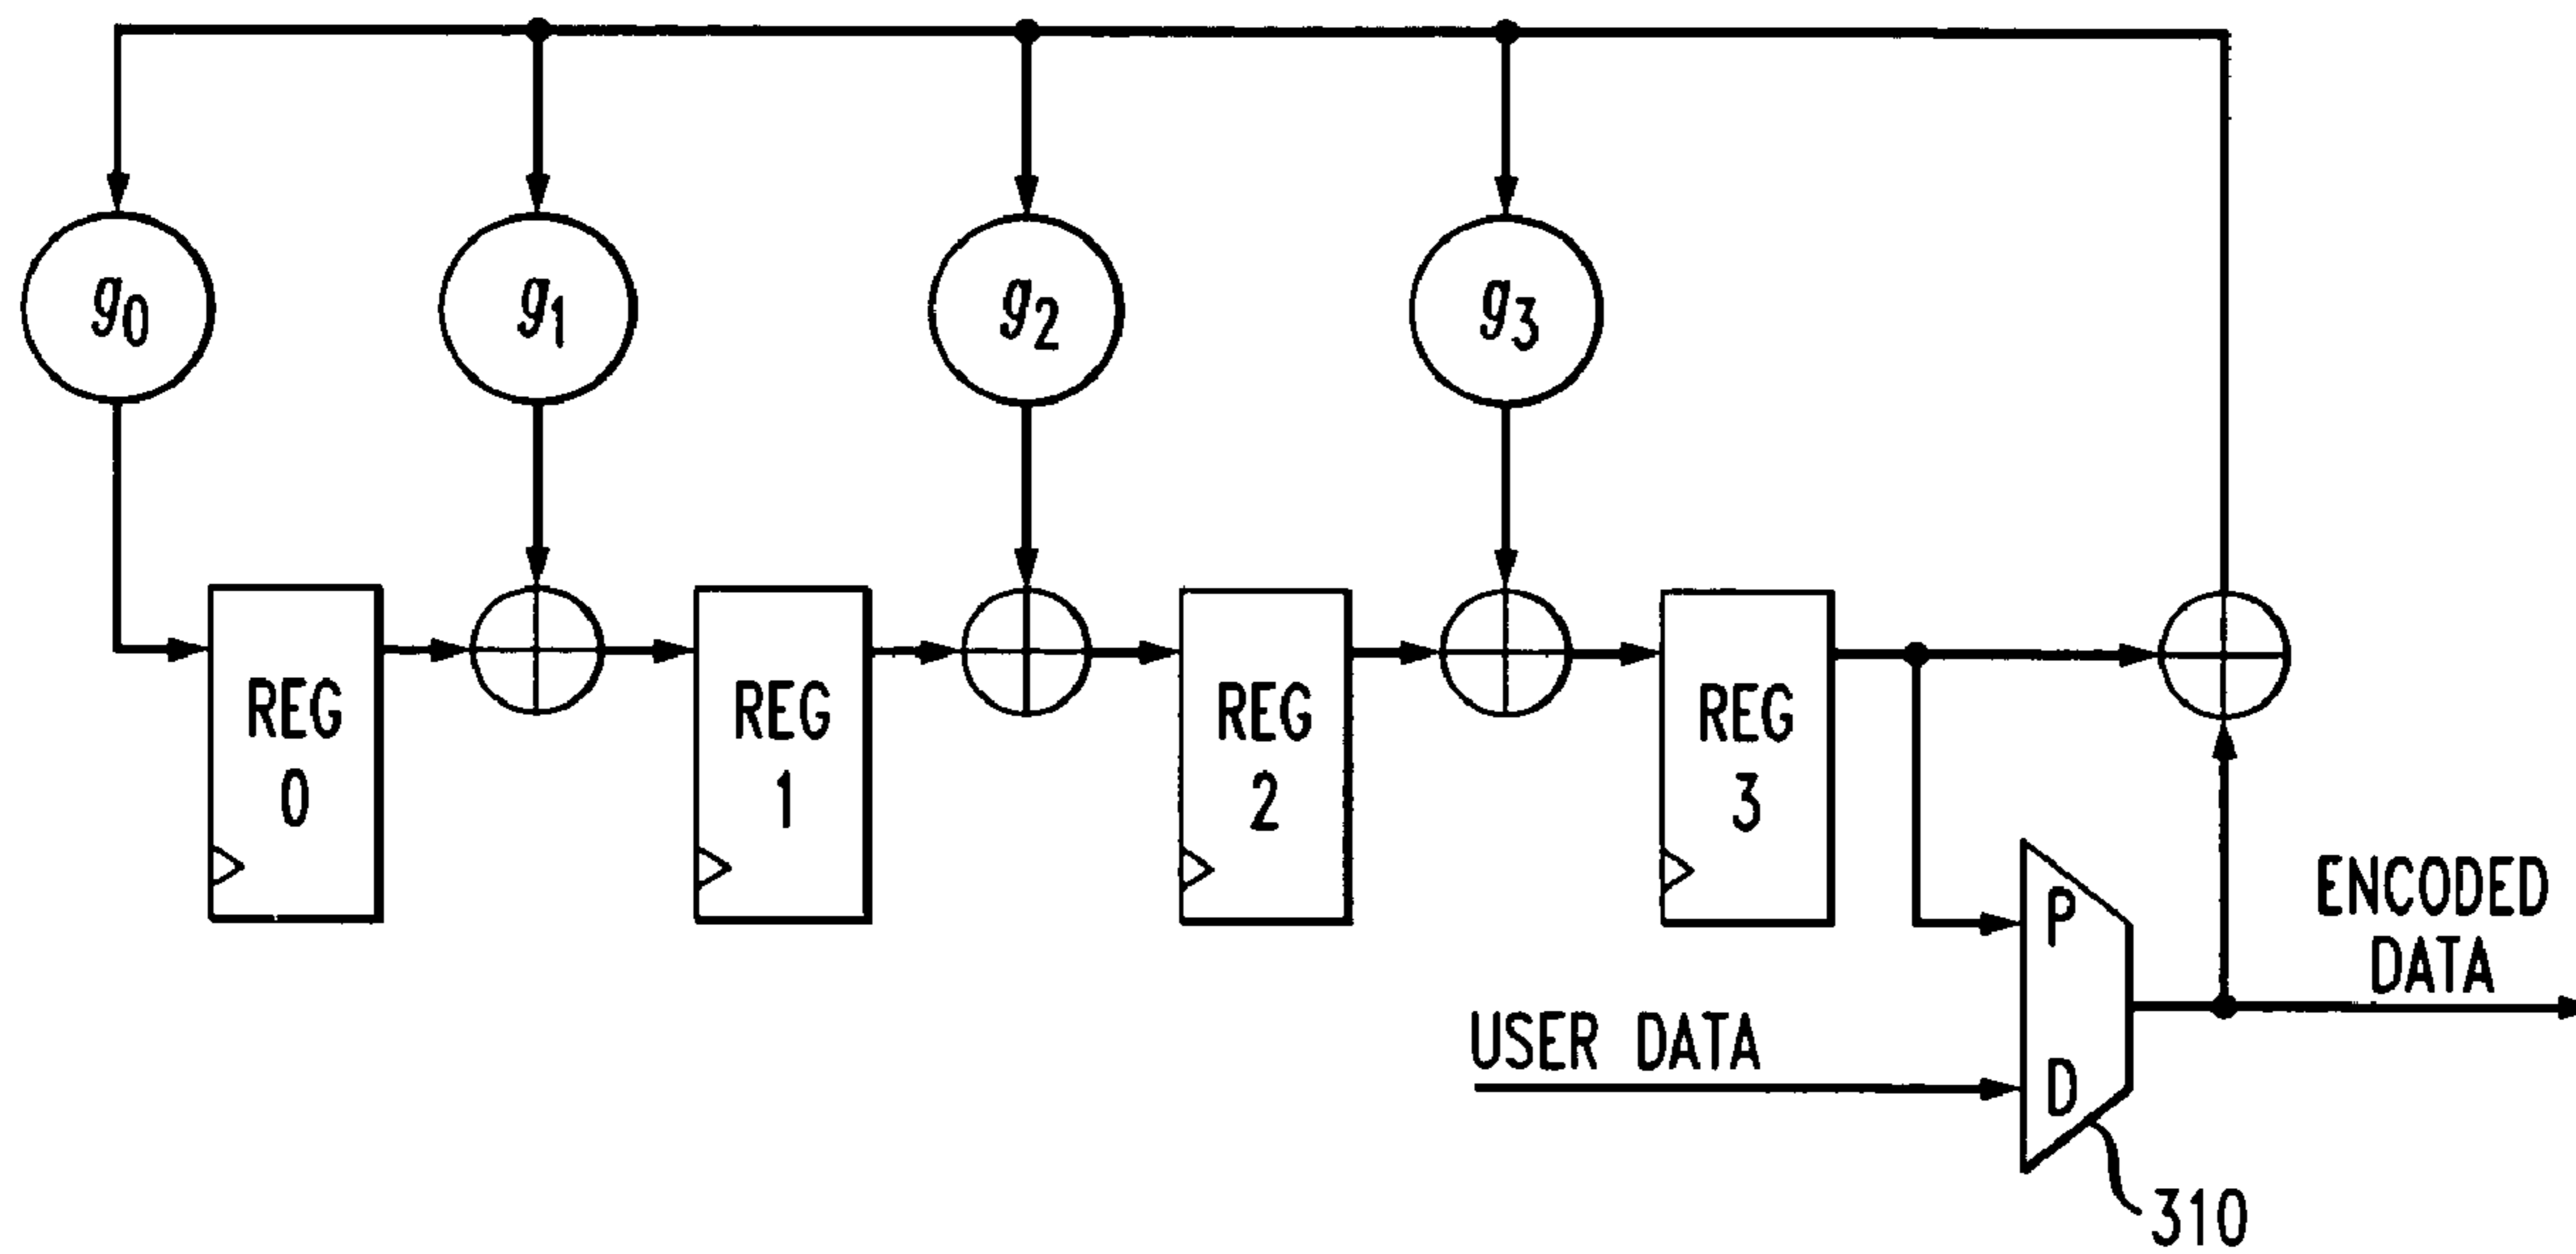 g0
g1
g2
g3
REG
0
REG
1
REG
2
REG
3
P
D
USER DATA
ENCODED
DATA
310